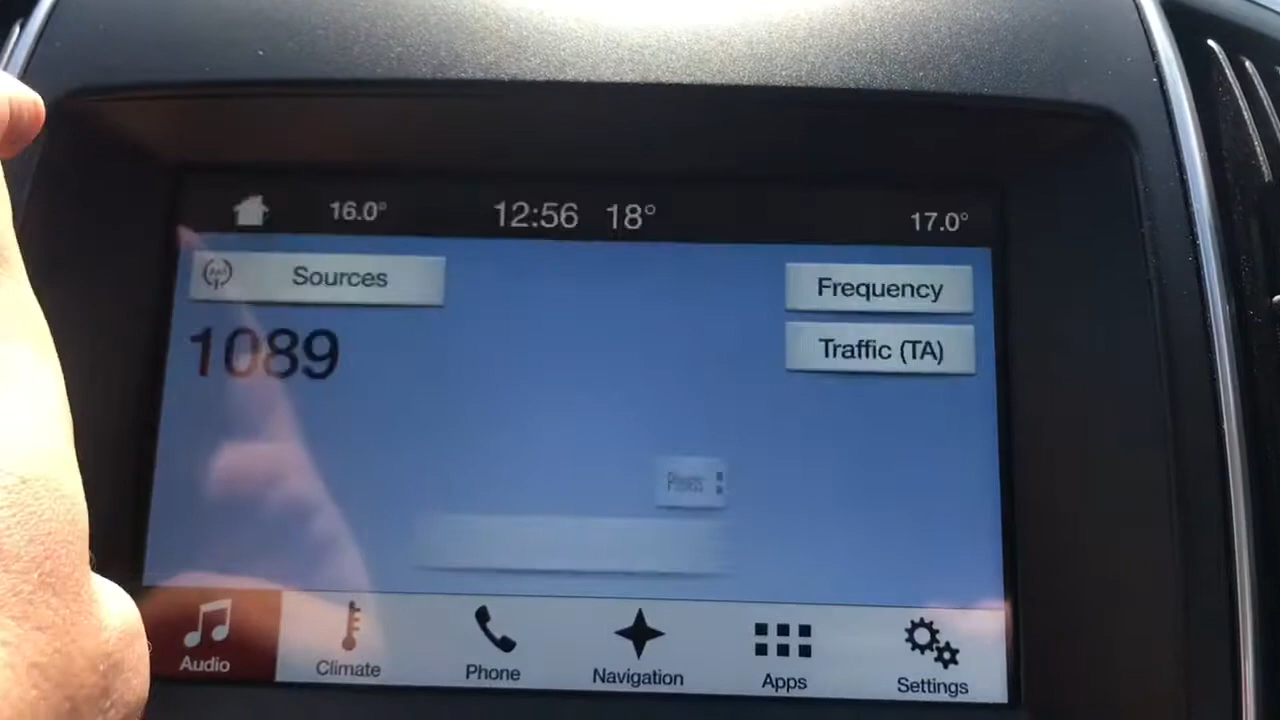 16.0° 12:56 18° 17.0°
Sources
Frequency
1089
Traffic (TA)
Audio Climate Phone Navigation Apps Settings